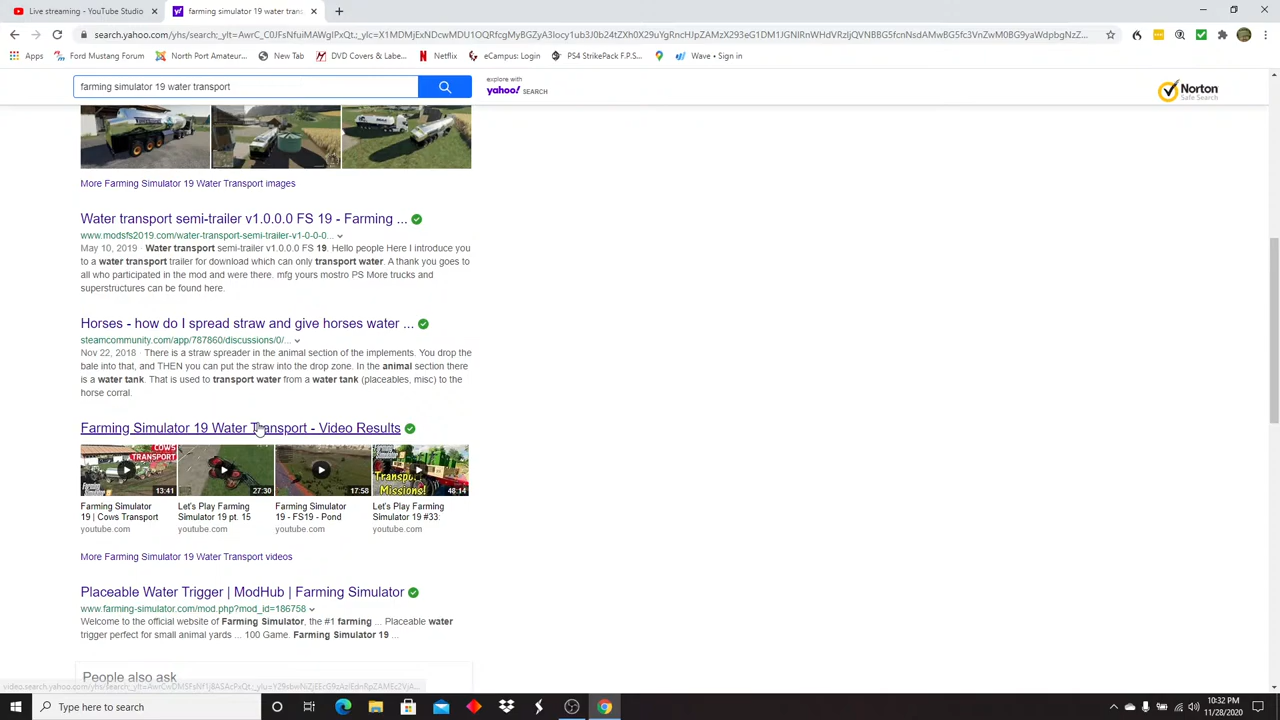 Live streaming - YouTube Studio
farming simulator 19 water transp
search.yahoo.com/yhs/search;_ylt=
Apps
Ford Mustang Forum
North Port Amateur...
New Tab
DVD Covers & Labe...
Netflix
eCampus: Login
PS4 StrikePack F.P.S...
Wave • Sign in
farming simulator 19 water transport
explore with
yahoo! SEARCH
Norton
Safe Search
More Farming Simulator 19 Water Transport images
Water transport semi-trailer v1.0.0.0 FS 19 - Farming ...
www.modsfs2019.com/water-transport-semi-trailer-v1-0-0-0...
May 10, 2019 · Water transport semi-trailer v1.0.0.0 FS 19. Hello people Here I introduce you
to a water transport trailer for download which can only transport water. A thank you goes to
all who participated in the mod and were there. mfg yours mostro PS More trucks and
superstructures can be found here.
Horses - how do I spread straw and give horses water ...
steamcommunity.com/app/787860/discussions/0/...
Nov 22, 2018 · There is a straw spreader in the animal section of the implements. You drop the
bale into that, and THEN you can put the straw into the drop zone. In the animal section there
is a water tank. That is used to transport water from a water tank (placeables, misc) to the
horse corral.
Farming Simulator 19 Water Transport - Video Results
COWS
TRANSPORT
Transport
Missions!
13:41
27:30
17:58
48:14
Farming Simulator
19 | Cows Transport
youtube.com
Let's Play Farming
Simulator 19 pt. 15
youtube.com
Farming Simulator
19 - FS19 - Pond
youtube.com
Let's Play Farming
Simulator 19 #33:
youtube.com
More Farming Simulator 19 Water Transport videos
Placeable Water Trigger | ModHub | Farming Simulator
www.farming-simulator.com/mod.php?mod_id=186758
Welcome to the official website of Farming Simulator, the #1 farming ... Placeable water
trigger perfect for small animal yards ... 100 Game. Farming Simulator 19 ...
People also ask
Type here to search
10:32 PM
11/28/2020